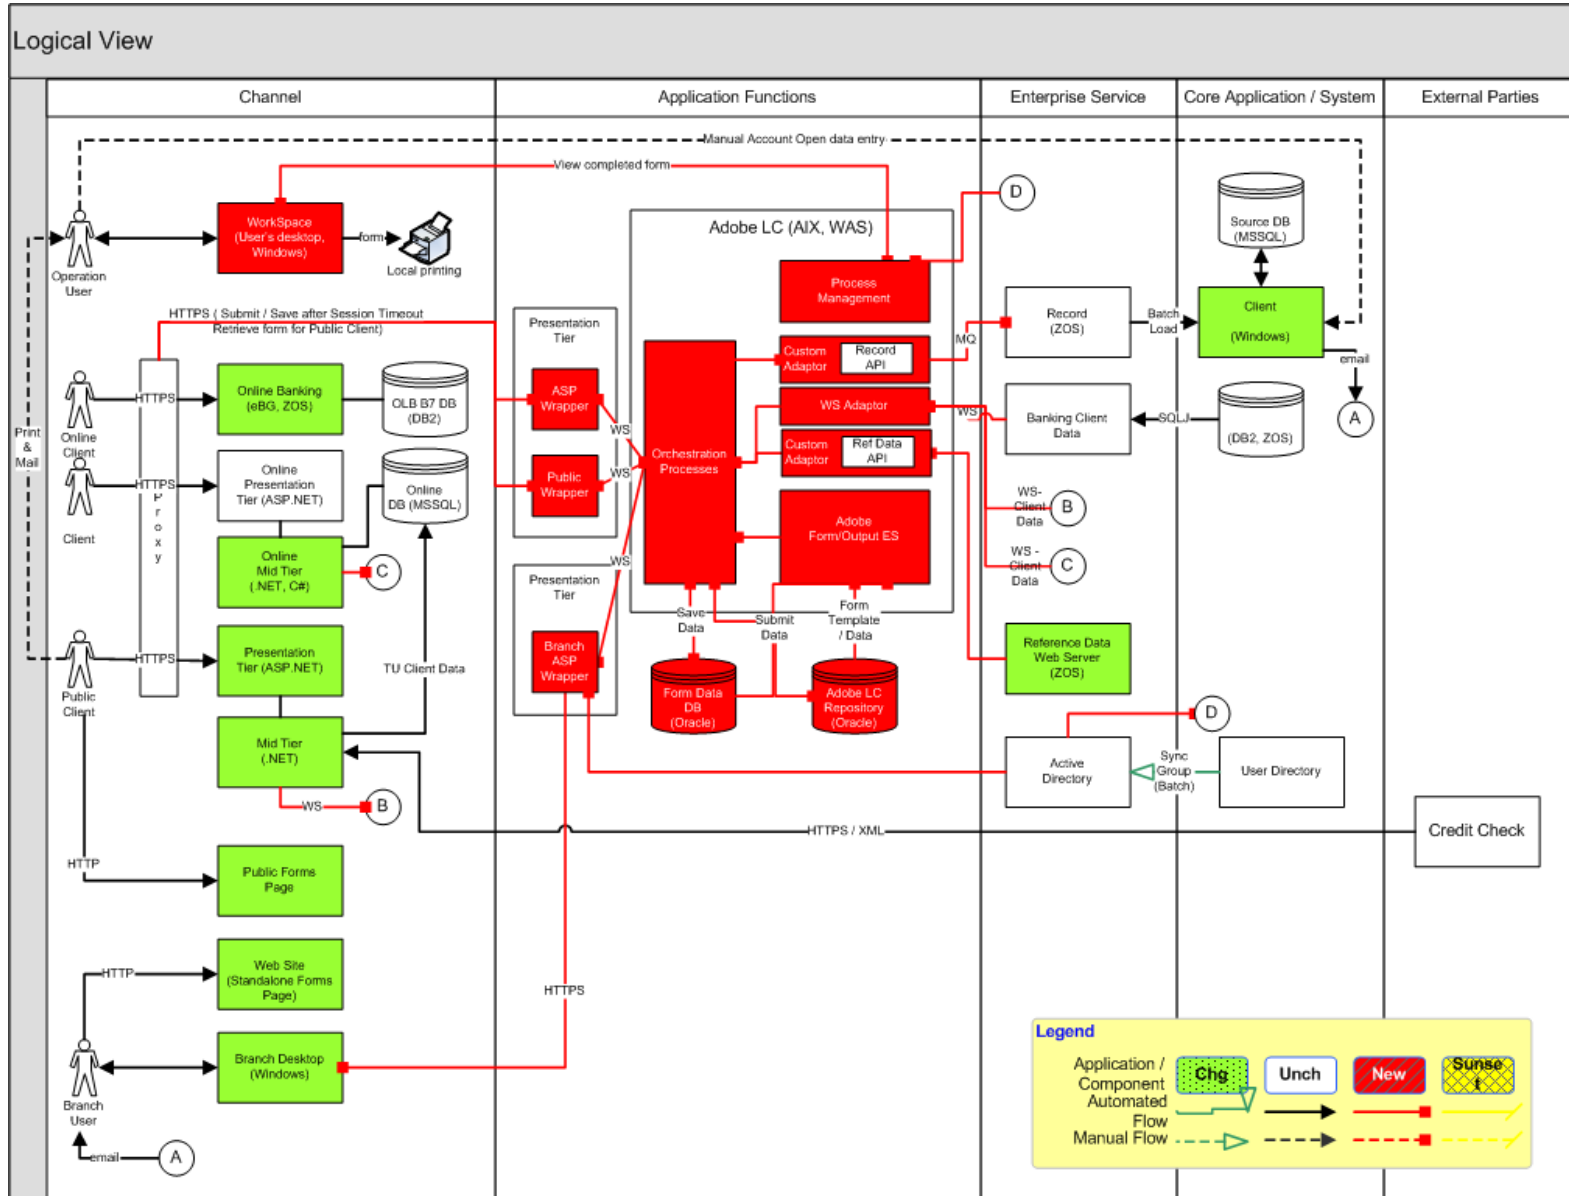 Logical View
Channel
Application Functions
Enterprise Service
Core Application / System
External Parties
Manual Account Open data entry
View completed form
D
WorkSpace
(User's desktop,
Windows)
form
Local printing
Operation
User
Adobe LC (AIX, WAS)
Process
Management
Source DB
(MSSQL)
HTTPS ( Submit / Save after Session Timeout
Retrieve form for Public Client)
Presentation
Tier
Custom
Adaptor
Record
API
MQ
Record
(ZOS)
Batch
Load
Client
(Windows)
email
A
HTTPS
Online Banking
(eBG, ZOS)
OLB B7 DB
(DB2)
Online
Client
ASP
Wrapper
WS
WS Adaptor
WS
Banking Client
Data
SQLJ
(DB2, ZOS)
Print
&
Mail
Orchestration
Processes
Custom
Adaptor
Ref Data
API
HTTPS
Online
Presentation
Tier (ASP.NET)
Online
DB (MSSQL)
Public
Wrapper
WS
Client
P
r
o
x
y
Online
Mid Tier
(.NET, C#)
C
Adobe
Form/Output ES
WS-
Client
Data
B
WS -
Client
Data
C
WS
Presentation
Tier
Save
Data
Submit
Data
Form
Template
/ Data
HTTPS
Presentation
Tier (ASP.NET)
TU Client Data
Public
Client
Branch
ASP
Wrapper
Form Data
DB
(Oracle)
Adobe LC
Repository
(Oracle)
Reference Data
Web Server
(ZOS)
D
Mid Tier
(.NET)
WS
B
Active
Directory
Sync
Group
(Batch)
User Directory
HTTPS / XML
Credit Check
HTTP
Public Forms
Page
HTTP
Web Site
(Standalone Forms
Page)
HTTPS
Branch Desktop
(Windows)
Branch
User
email
A
Legend
Application /
Component
Chg
Unch
New
Sunse
t
Automated
Flow
Manual Flow